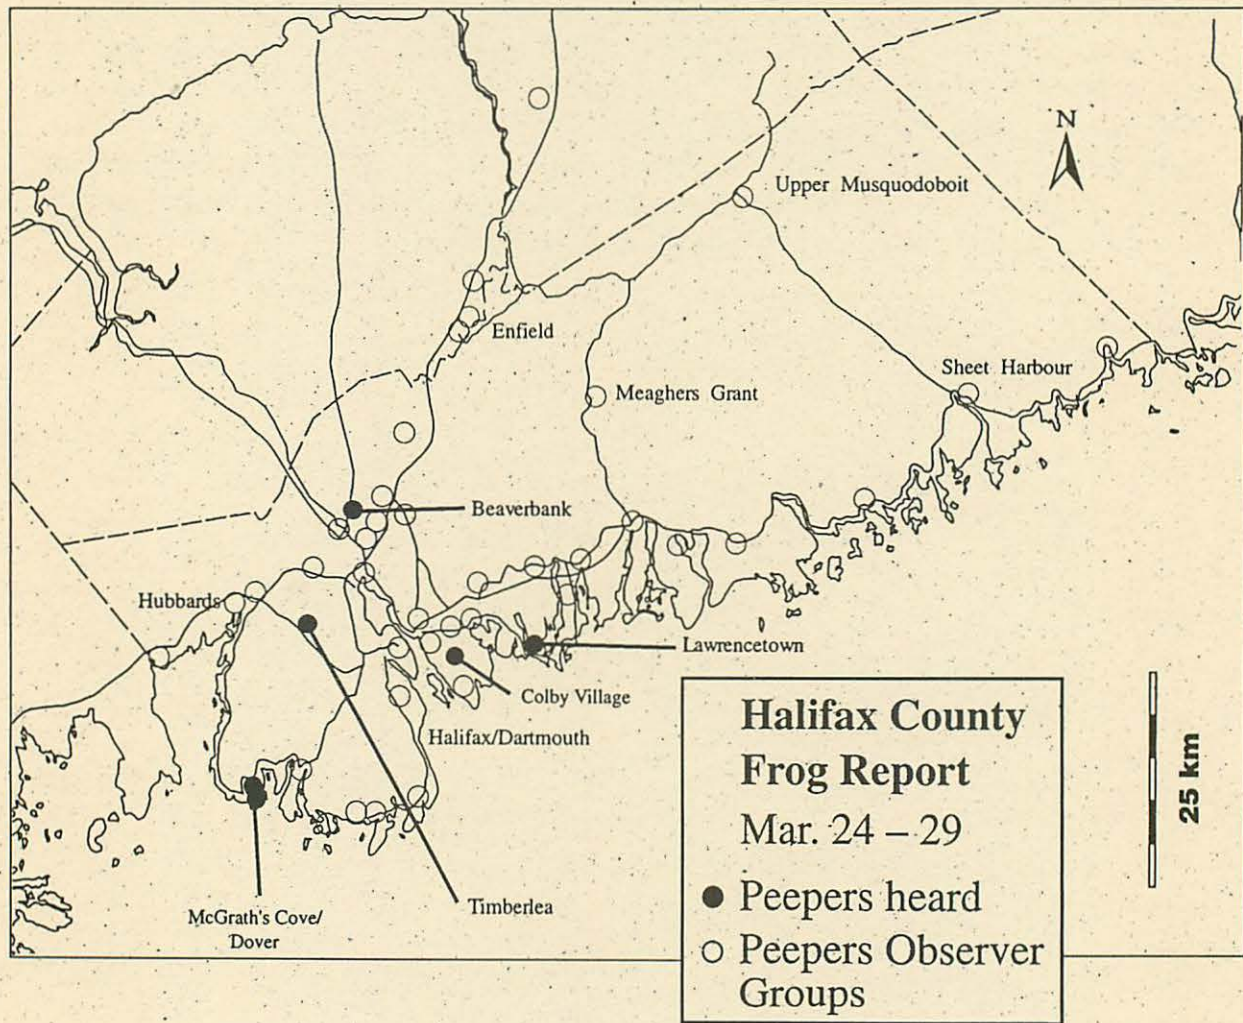 N
Upper Musquodoboit
Enfield
Sheet Harbour
Meaghers Grant
Beaverbank
Hubbards
Lawrencetown
Colby Village
Halifax/Dartmouth
Timberlea
McGrath's Cove/
Dover
Halifax County
Frog Report
Mar. 24 – 29
Peepers heard
Peepers Observer
Groups
25 km